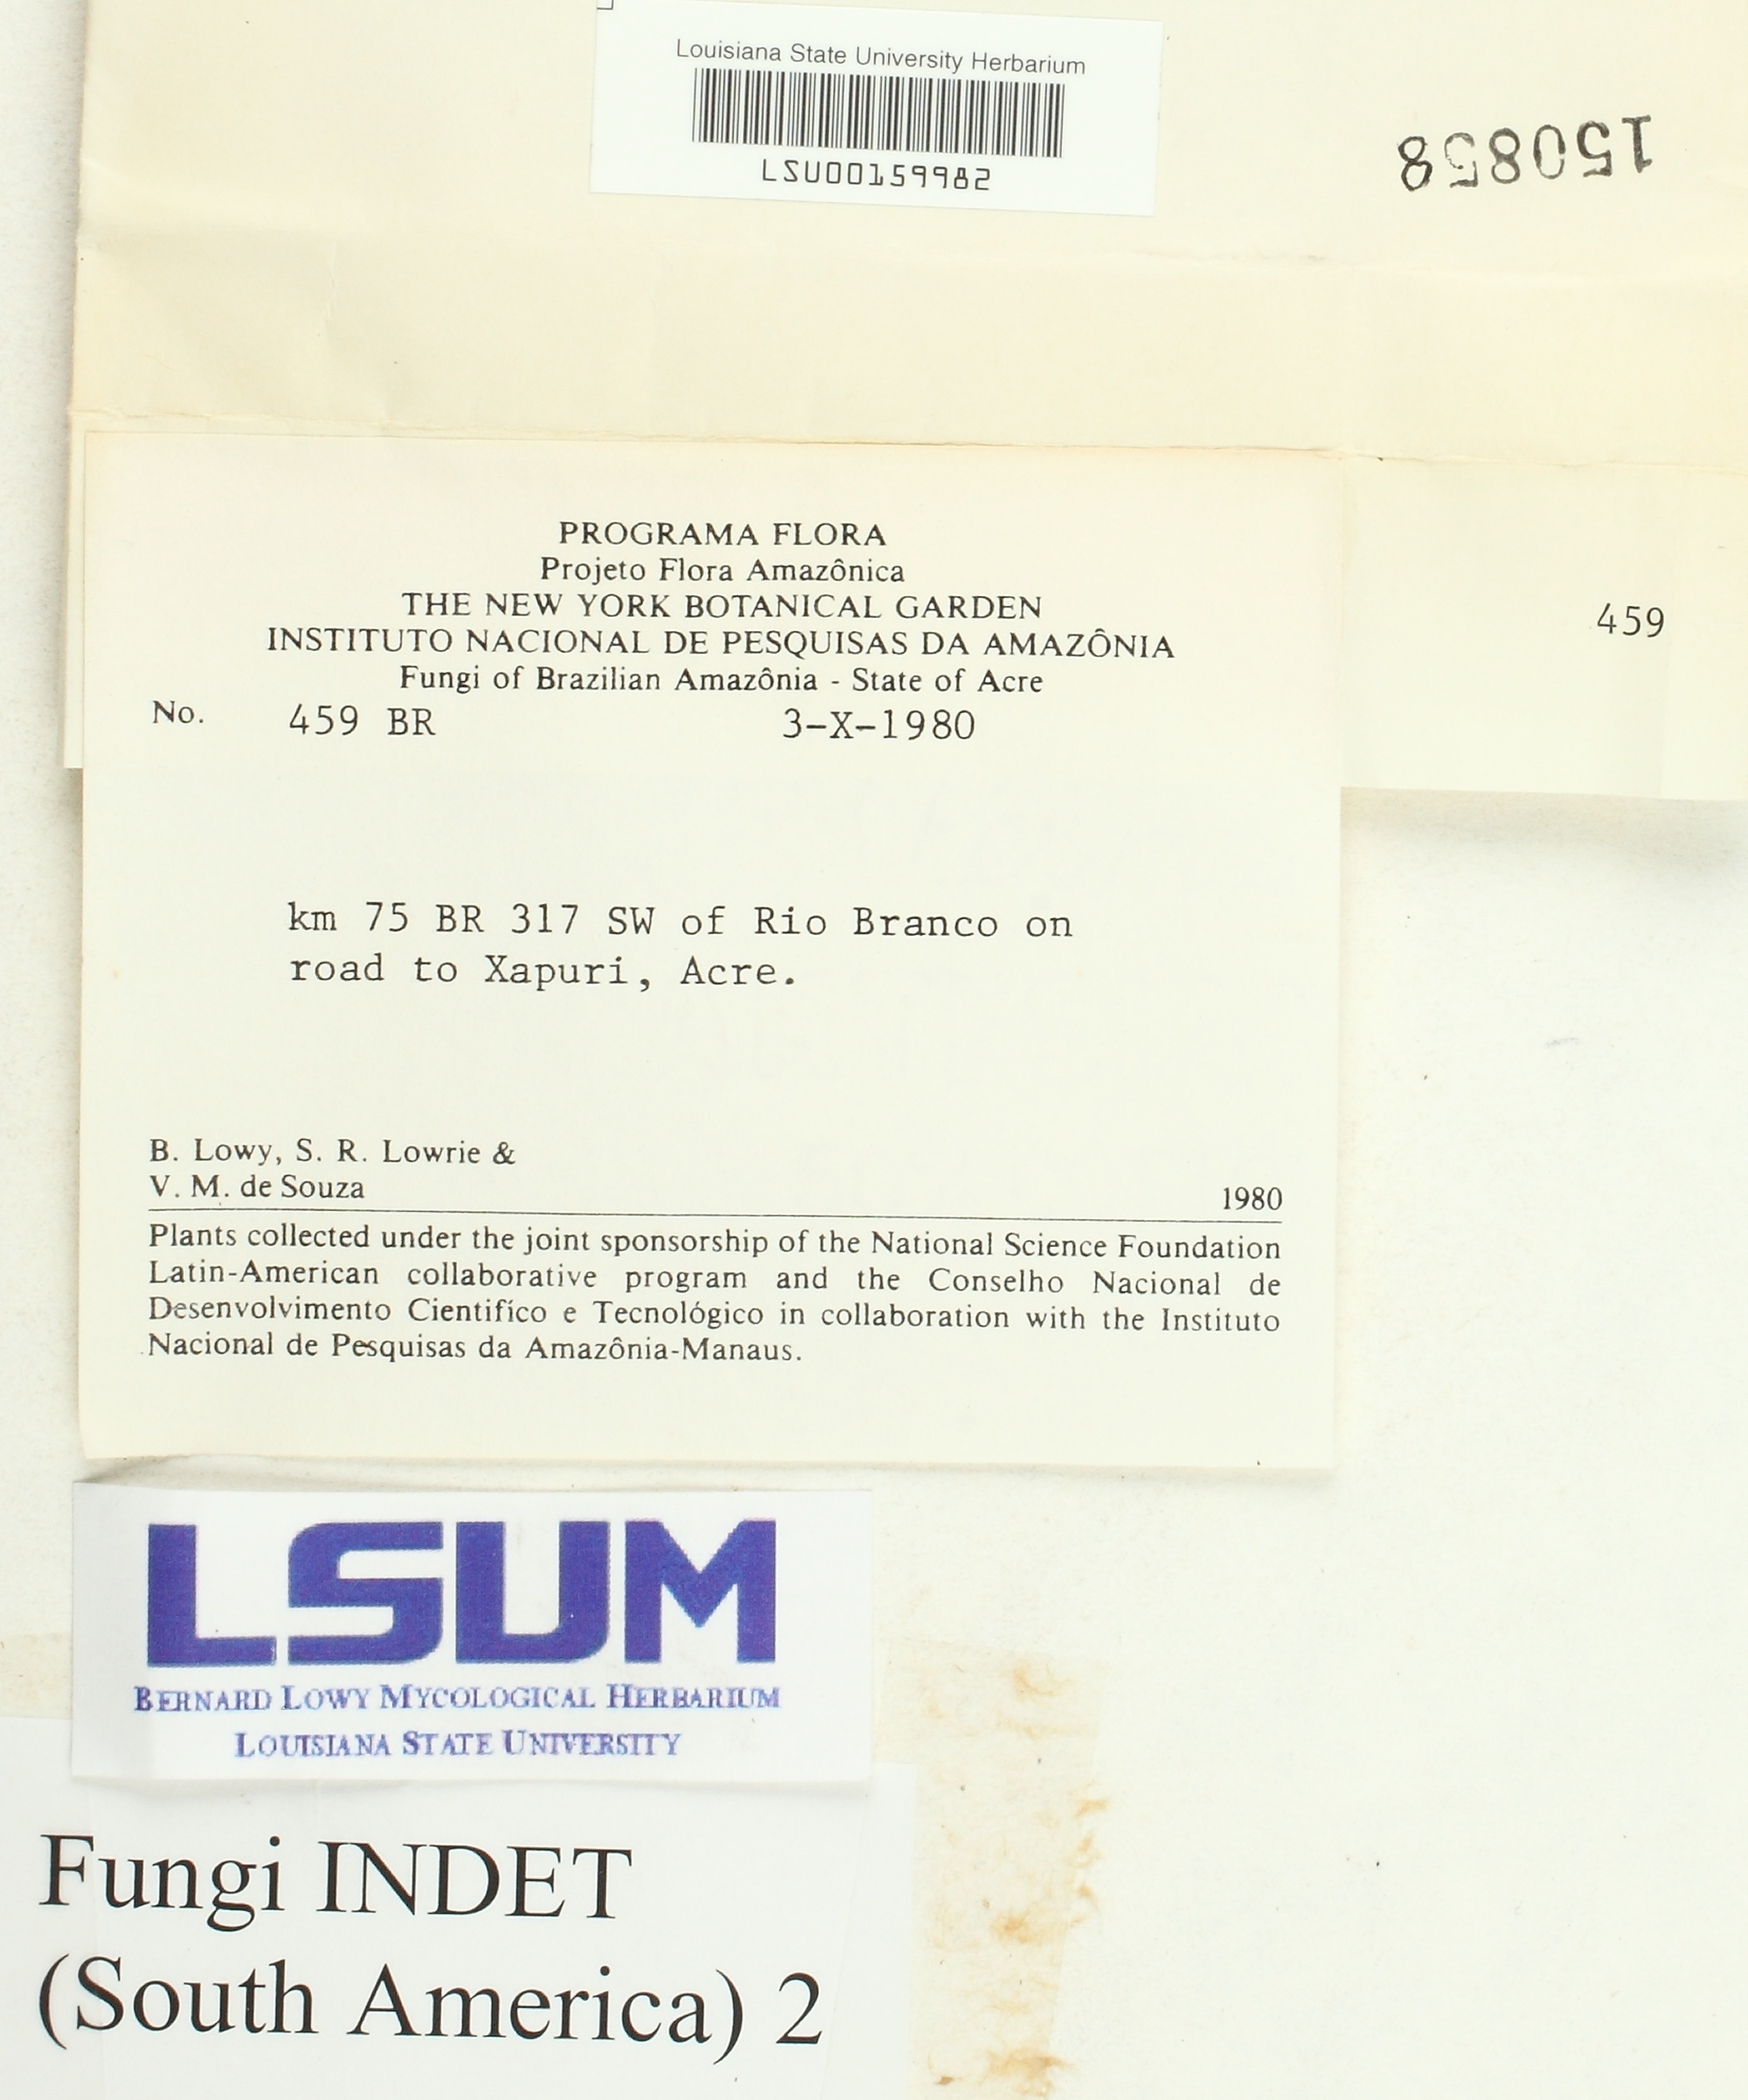 Louisiana State University Herbarium
LSU00159982
150858
PROGRAMA FLORA
Projeto Flora Amazônica
THE NEW YORK BOTANICAL GARDEN
INSTITUTO NACIONAL DE PESQUISAS DA AMAZÔNIA
Fungi of Brazilian Amazônia - State of Acre
No. 459 BR 3-X-1980
459
km 75 BR 317 SW of Rio Branco on
road to Xapuri, Acre.
B. Lowy, S. R. Lowrie &
V. M. de Souza 1980
Plants collected under the joint sponsorship of the National Science Foundation
Latin-American collaborative program and the Conselho Nacional de
Desenvolvimento Cientifíco e Tecnológico in collaboration with the Instituto
Nacional de Pesquisas da Amazônia-Manaus.
LSUM
BERNARD LOWY MYCOLOGICAL HERBARIUM
LOUISIANA STATE UNIVERSITY
Fungi INDET
(South America) 2